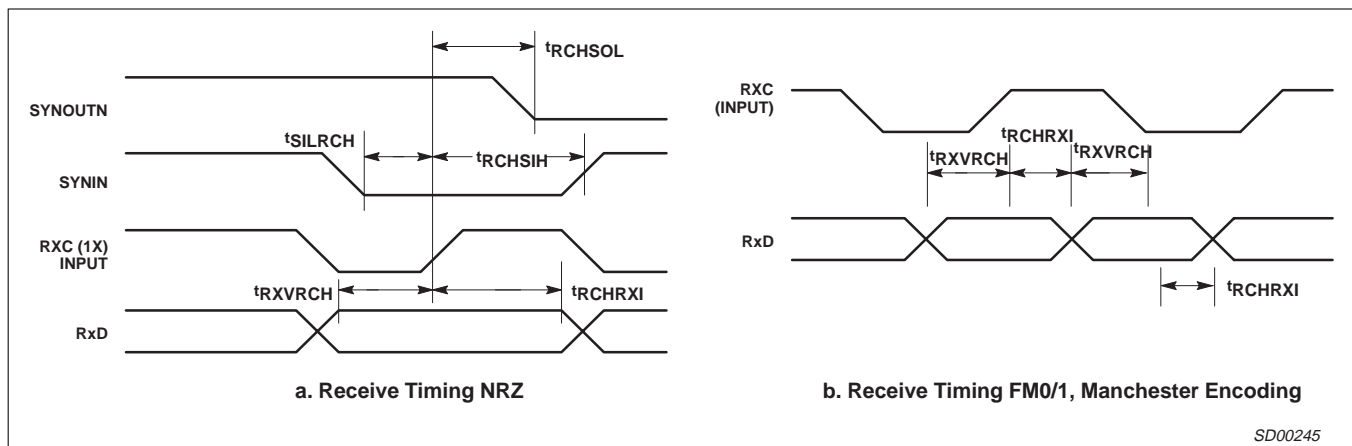 tRCHSOL
SYNOUTN
tSILRCH
tRCHSIH
SYNIN
RXC (1X)
INPUT
tRXVRCH
tRCHRXI
RxD
a. Receive Timing NRZ
RXC
(INPUT)
tRCHRXI
tRXVRCH
tRXVRCH
RxD
tRCHRXI
b. Receive Timing FM0/1, Manchester Encoding
SD00245